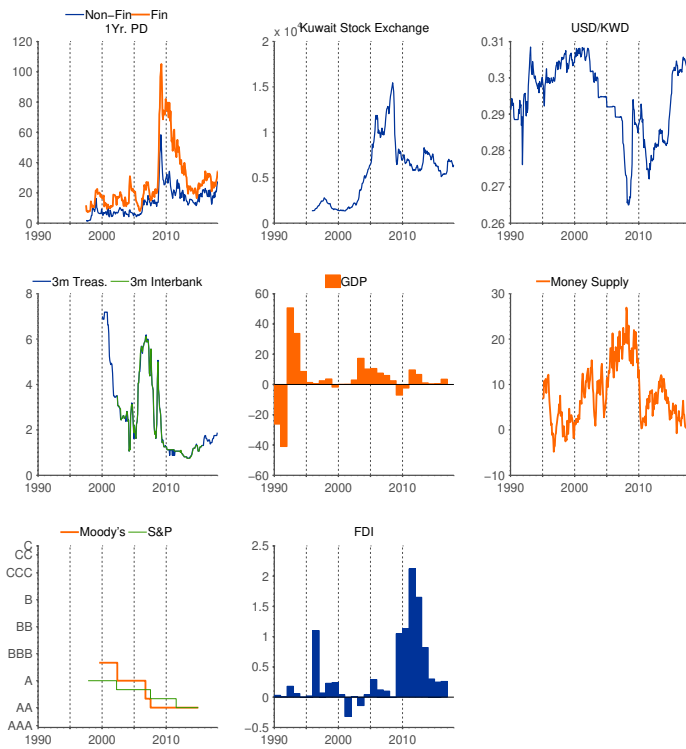 Non−Fin Fin
1Yr. PD
120
100
80
60
40
20
0
1990 2000 2010
x 10⁴
Kuwait Stock Exchange
2
1.5
1
0.5
0
1990 2000 2010
USD/KWD
0.31
0.3
0.29
0.28
0.27
0.26
1990 2000 2010
3m Treas. 3m Interbank
8
6
4
2
0
1990 2000 2010
GDP
60
40
20
0
−20
−40
−60
1990 2000 2010
Money Supply
30
20
10
0
−10
1990 2000 2010
Moody's S&P
C
CC
CCC
B
BB
BBB
A
AA
AAA
1990 2000 2010
FDI
2.5
2
1.5
1
0.5
0
−0.5
1990 2000 2010